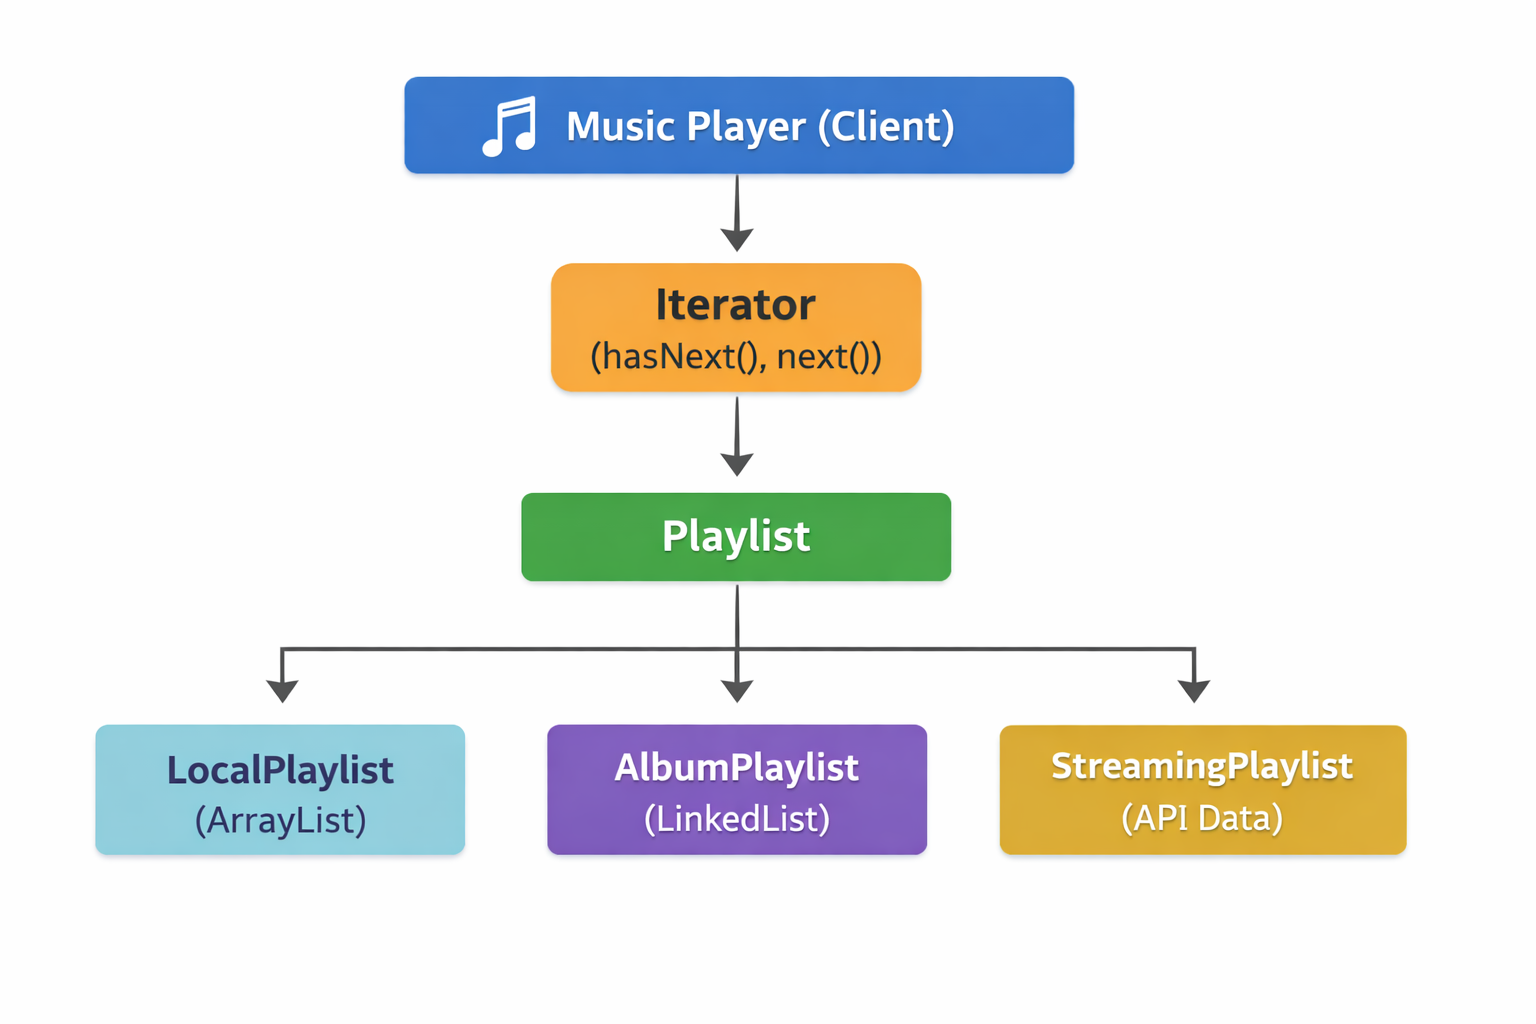 Music Player (Client)
Iterator
(hasNext(), next())
Playlist
LocalPlaylist
(ArrayList)
AlbumPlaylist
(LinkedList)
StreamingPlaylist
(API Data)